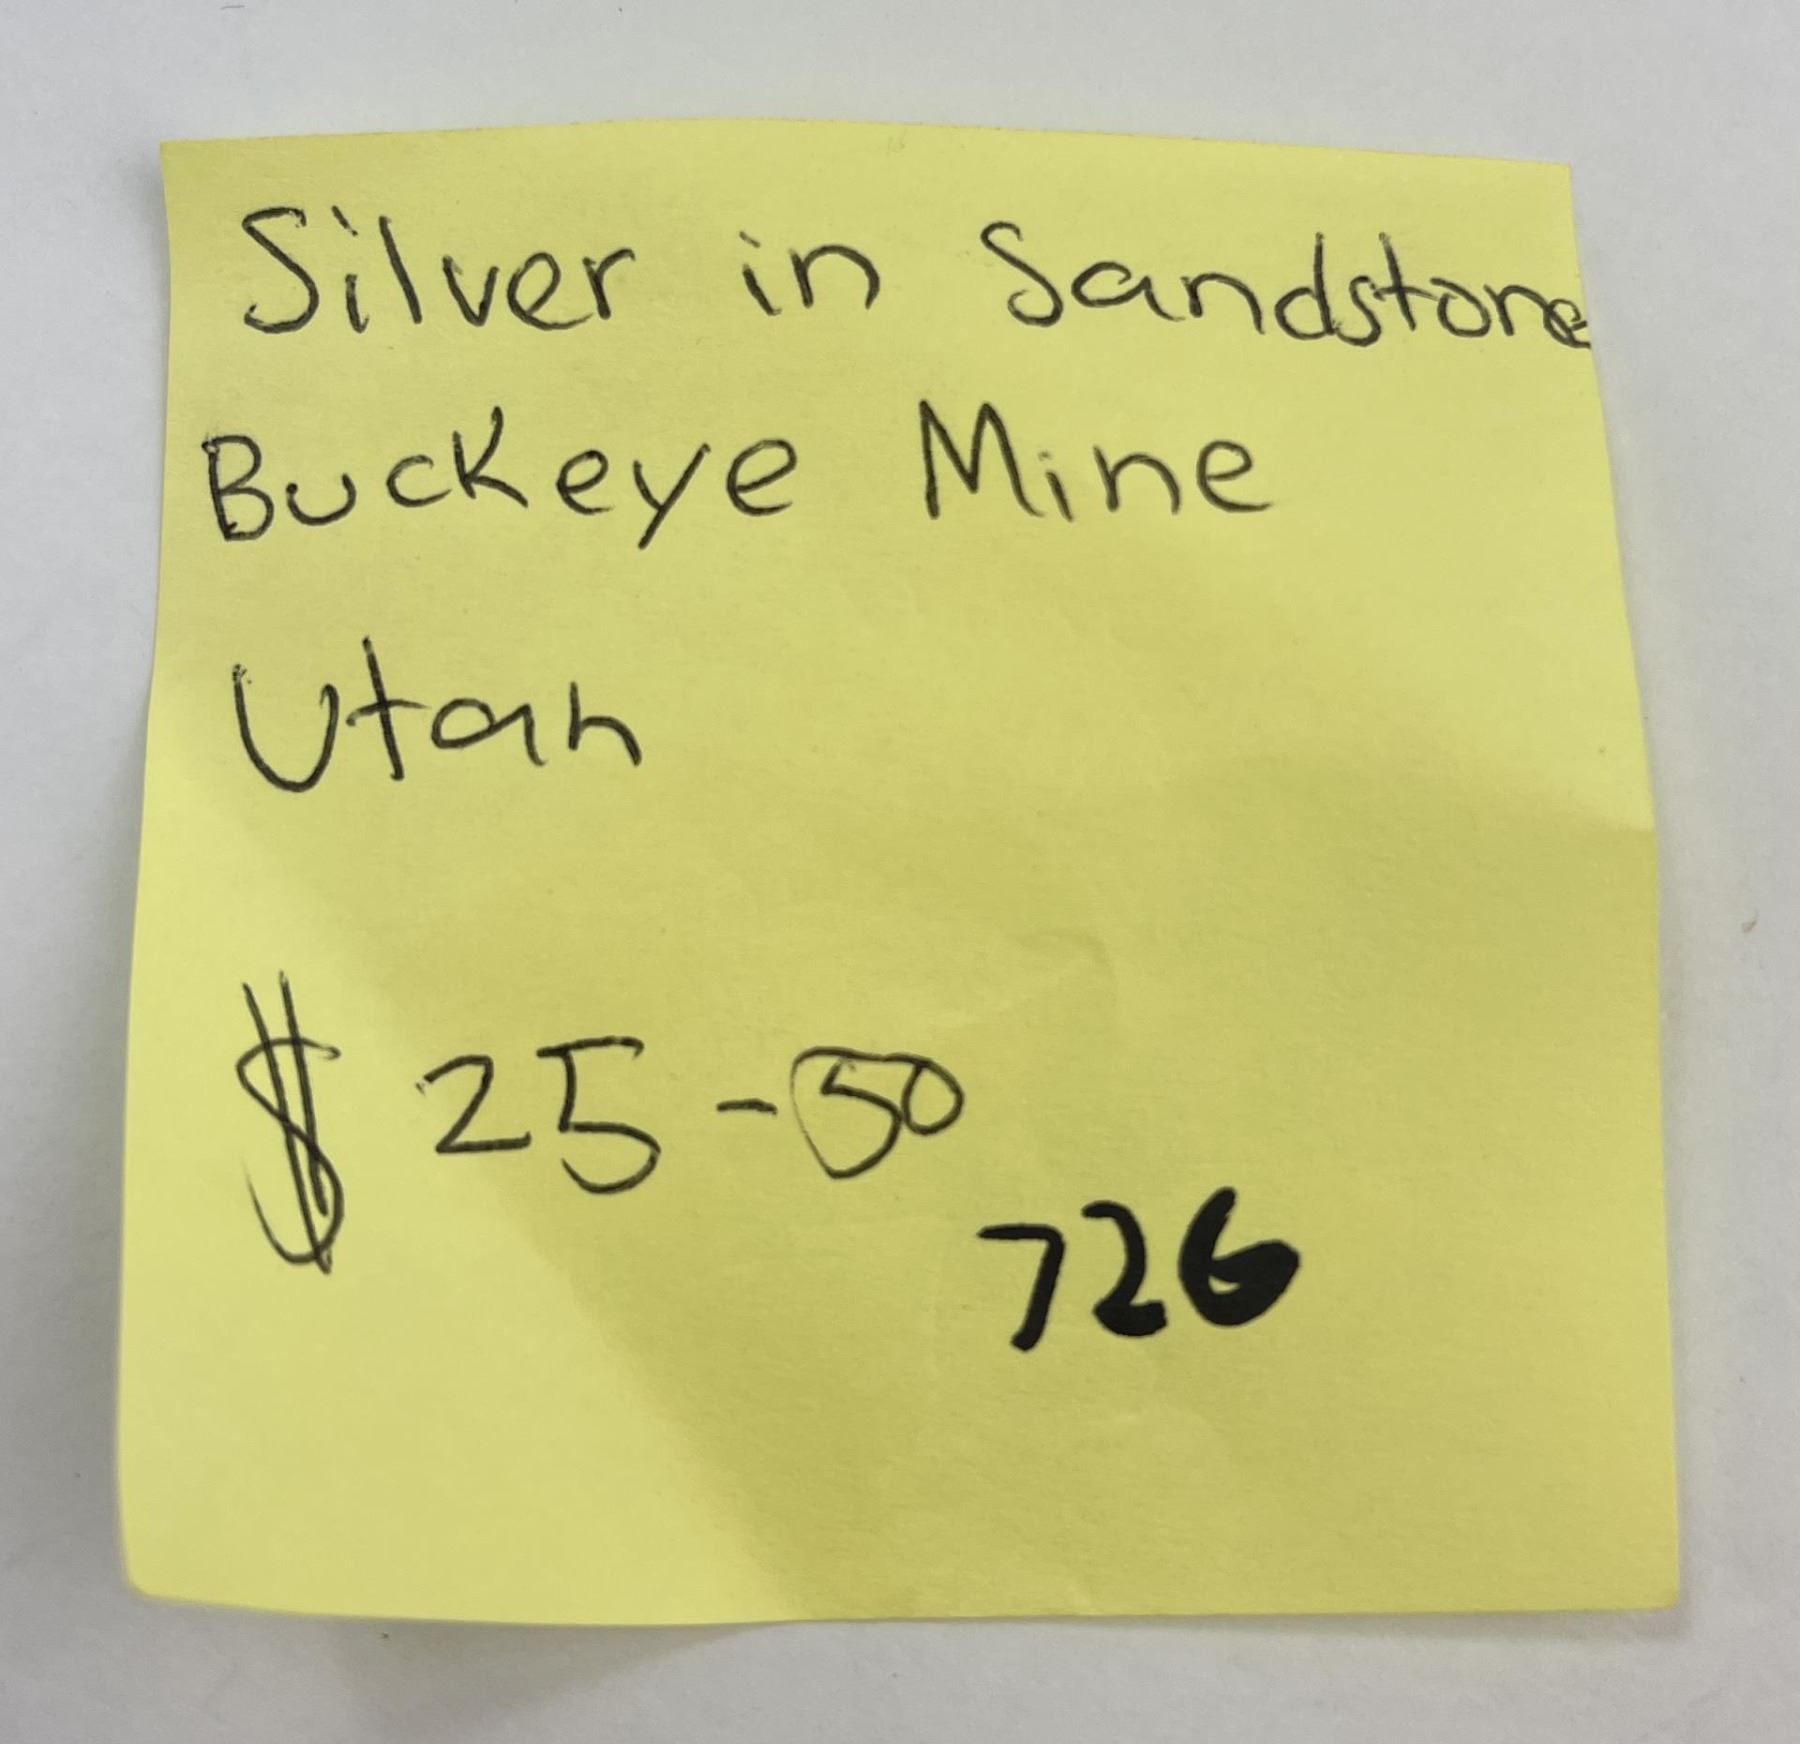 Silver in Sandstone
Buckeye Mine
Utah
$ 25-50
726